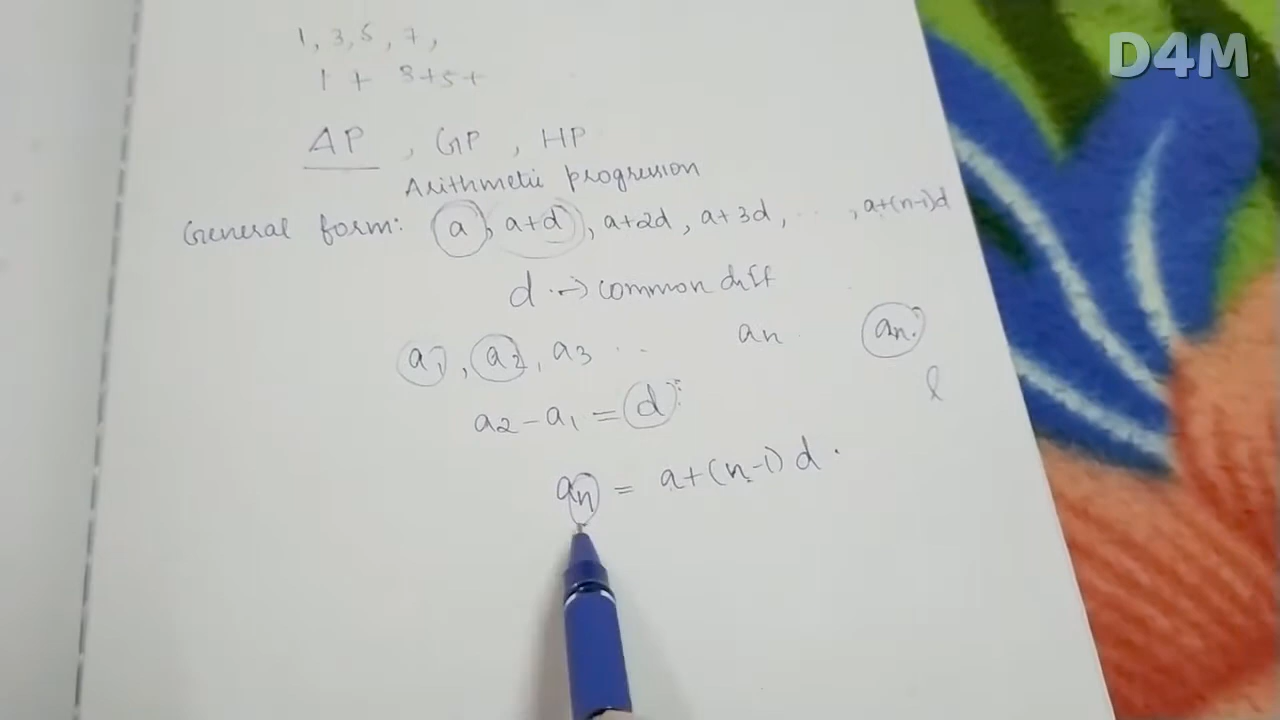 D4M
1, 3, 5, 7,
1 + 3+5+
AP, GP, HP
Arithmetic progression
General form: a, a+d, a+2d, a+3d, ..., a+(n-1)d
d → common diff
a₁, a₂, a₃ .. an. an.
l
a₂ - a₁ = d
an = a+(n-1)d.